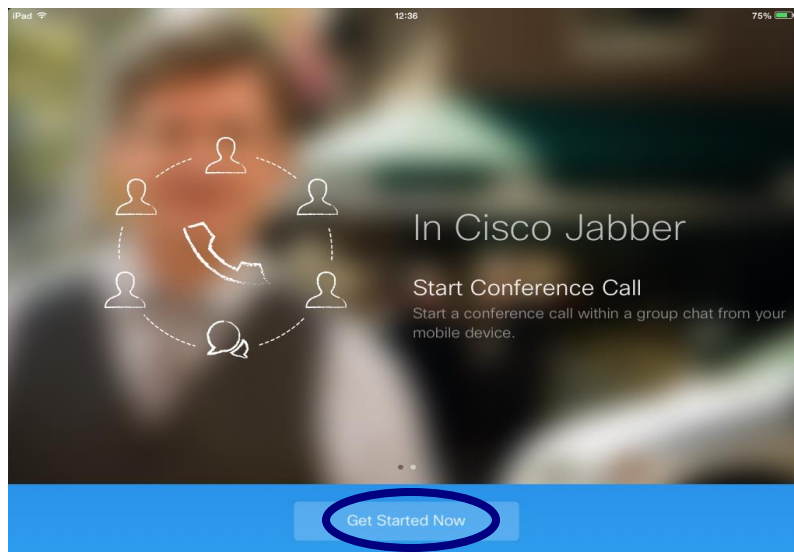 iPad
12:36
75%
In Cisco Jabber
Start Conference Call
Start a conference call within a group chat from your
mobile device.
Get Started Now